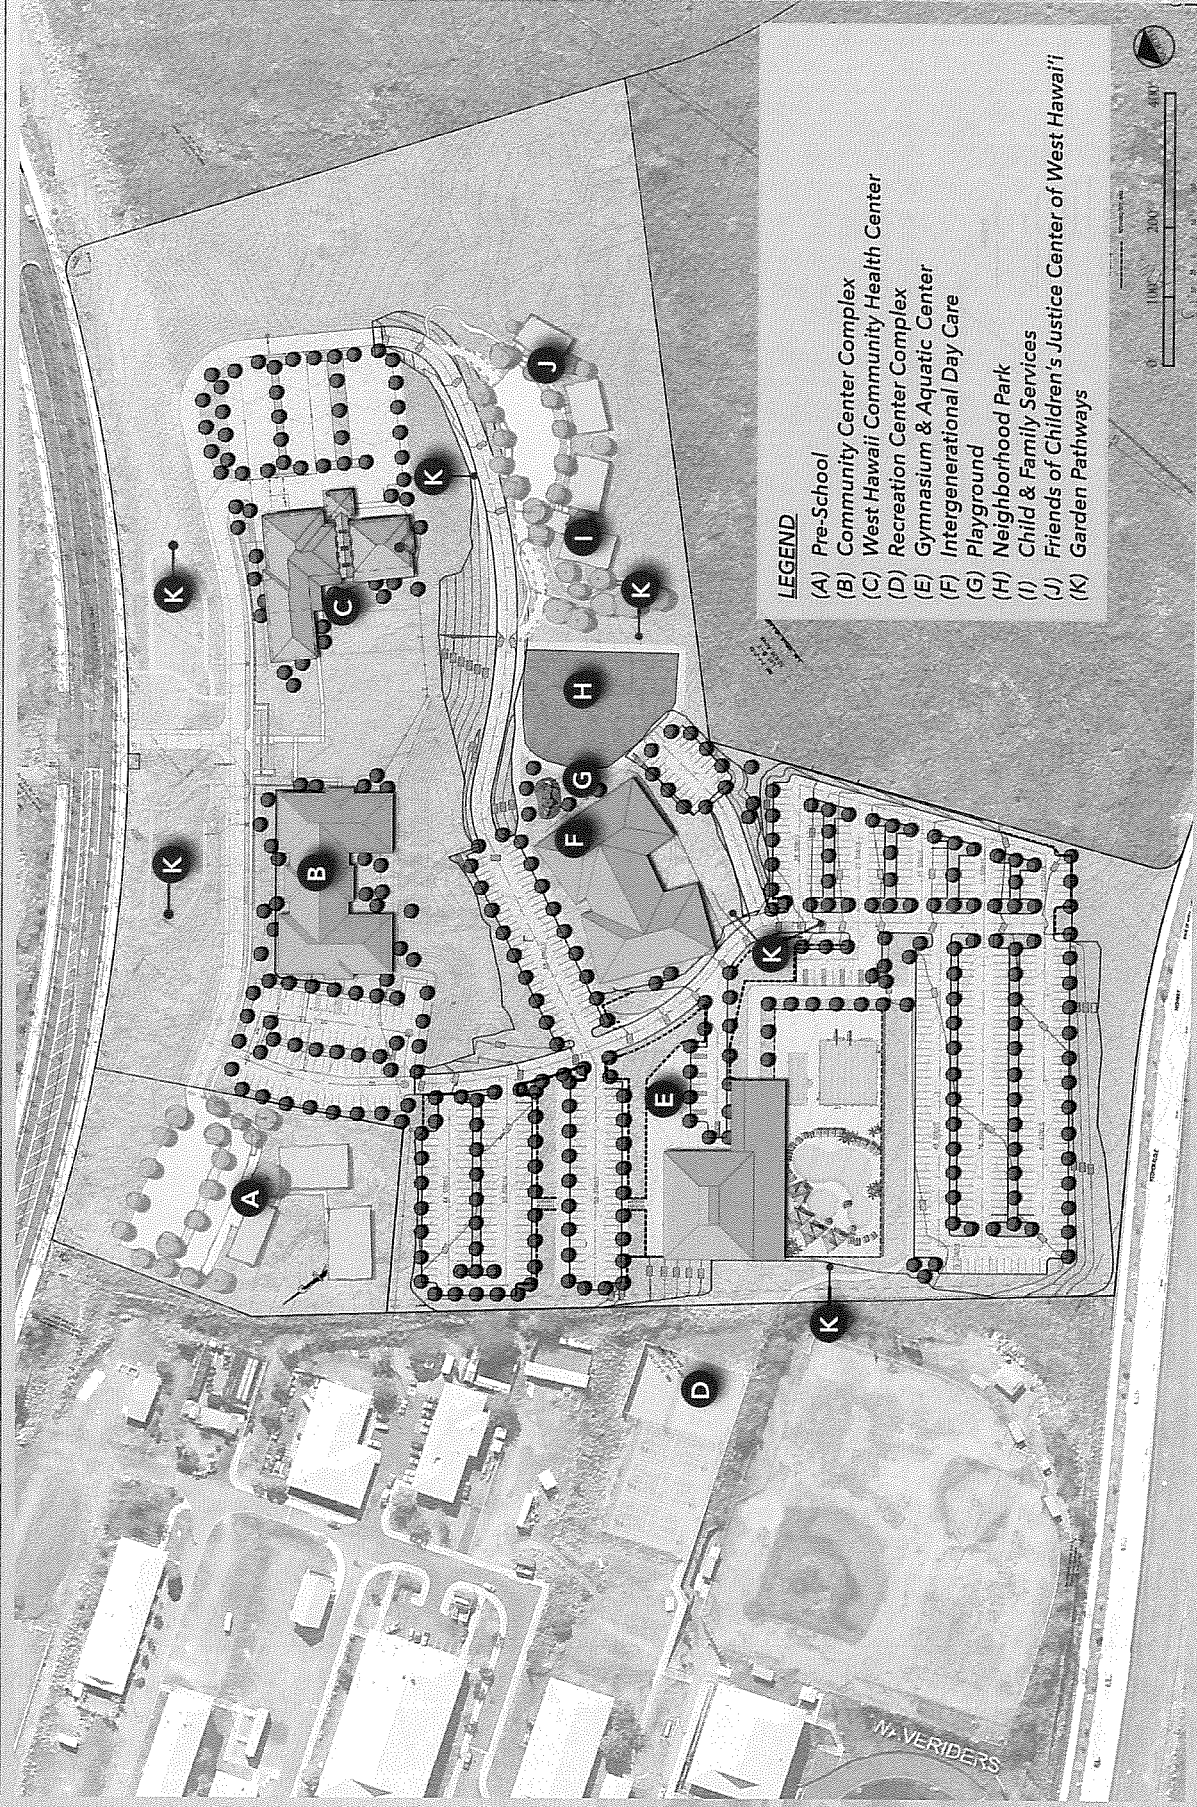 LEGEND
(A) Pre-School
(B) Community Center Complex
(C) West Hawaii Community Health Center
(D) Recreation Center Complex
(E) Gymnasium & Aquatic Center
(F) Intergenerational Day Care
(G) Playground
(H) Neighborhood Park
(I) Child & Family Services
(J) Friends of Children's Justice Center of West Hawai'i
(K) Garden Pathways
0 100' 200' 400'
A
B
C
D
E
F
G
H
I
J
K
K
K
K
K
K